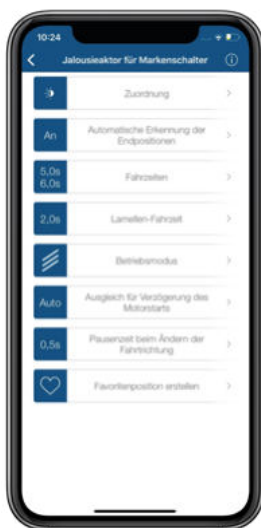 10:24
Jalousieaktor für Markenschalter
Zuordnung
An
Automatische Erkennung der
Endpositionen
5,0s
6,0s
Fahrzeiten
2,0s
Lamellen-Fahrzeit
Betriebsmodus
Auto
Ausgleich für Verzögerung des
Motorstarts
0,5s
Pausenzeit beim Ändern der
Fahrtrichtung
Favoritenposition erstellen